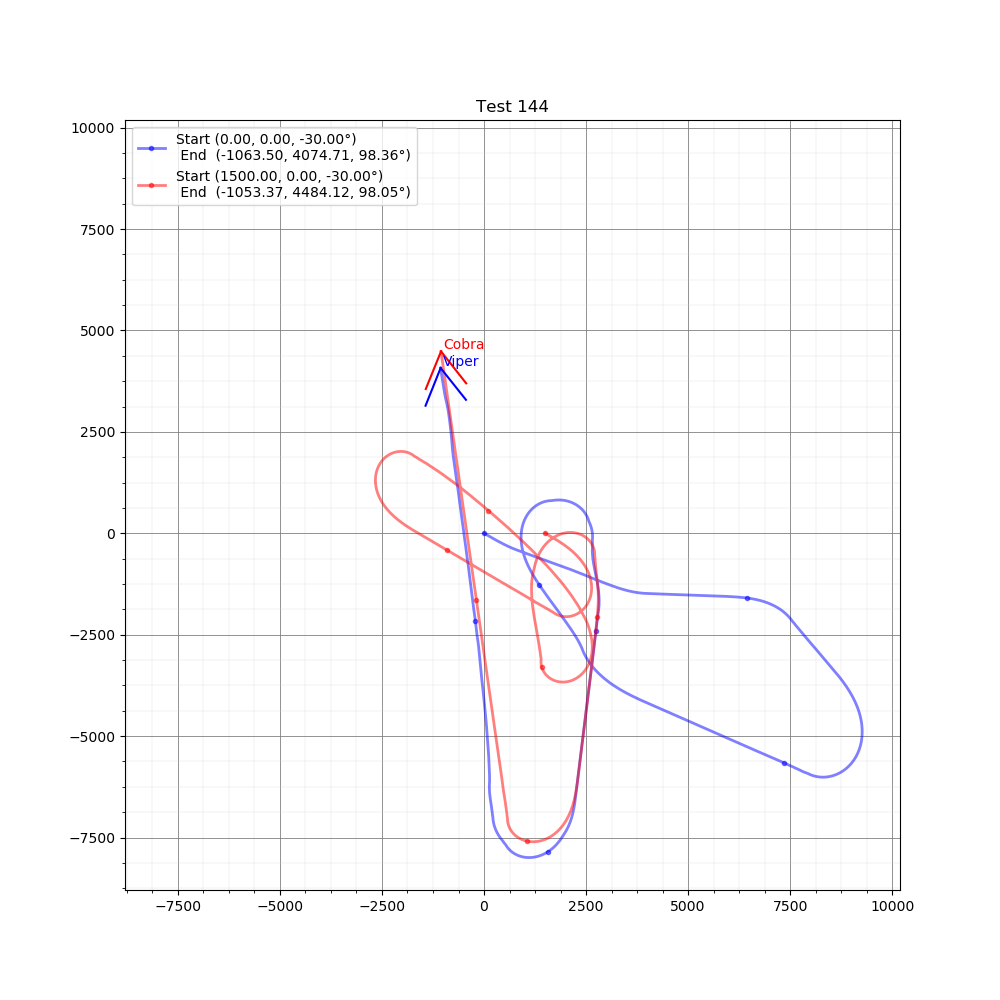 Test 144
Start (0.00, 0.00, -30.00°)
End (-1063.50, 4074.71, 98.36°)
Start (1500.00, 0.00, -30.00°)
End (-1053.37, 4484.12, 98.05°)
10000
7500
5000
2500
0
−2500
−5000
−7500
Cobra
Viper
−7500
−5000
−2500
0
2500
5000
7500
10000